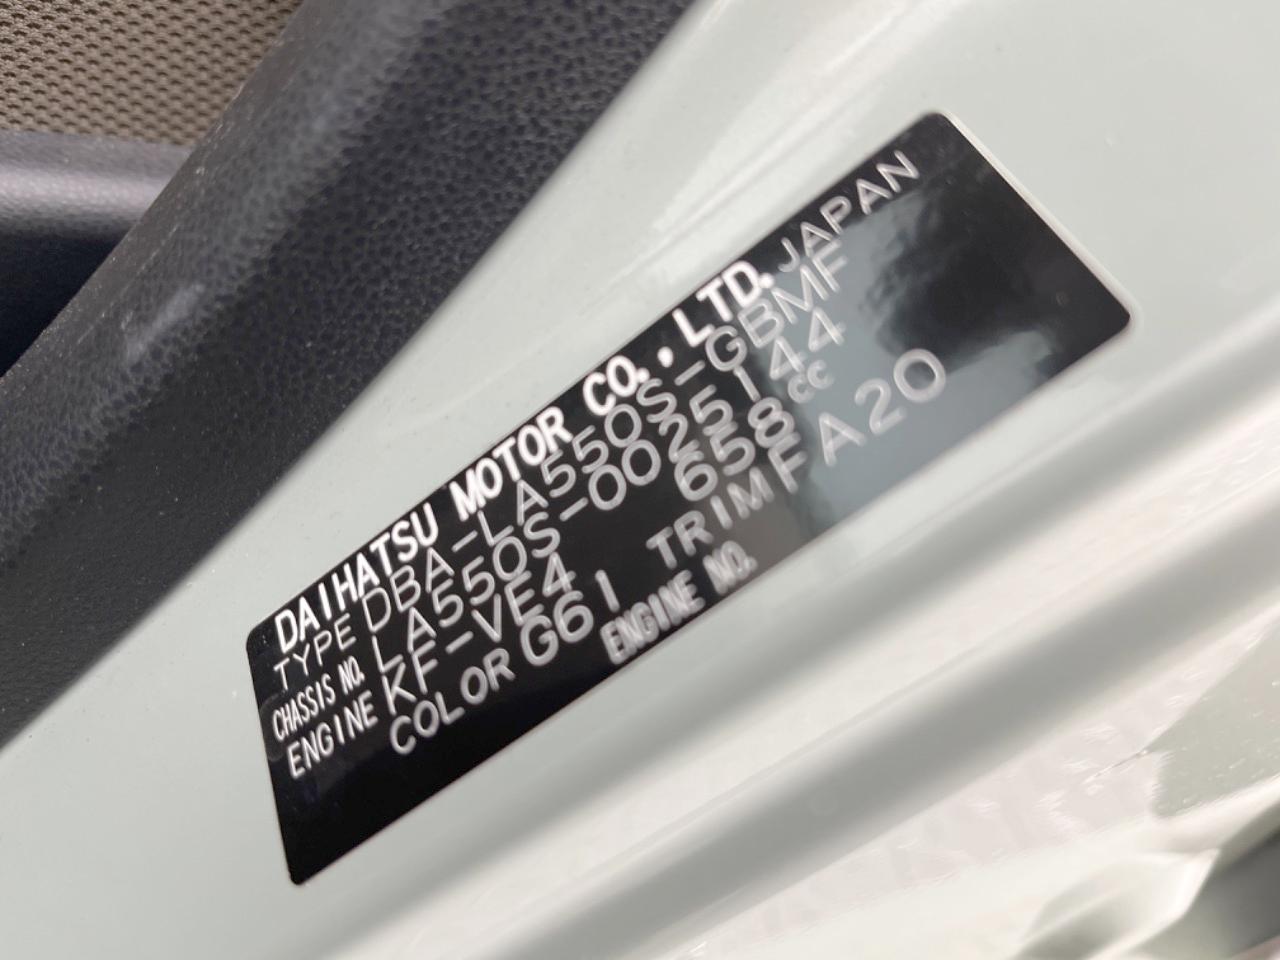 DAIHATSU MOTOR CO., LTD. JAPAN
TYPE DBA-LA550S-GBMF
CHASSIS NO. LA550S-0025144
ENGINE KF-VE4 658cc
COLOR G61 TRIM FA20
ENGINE NO.